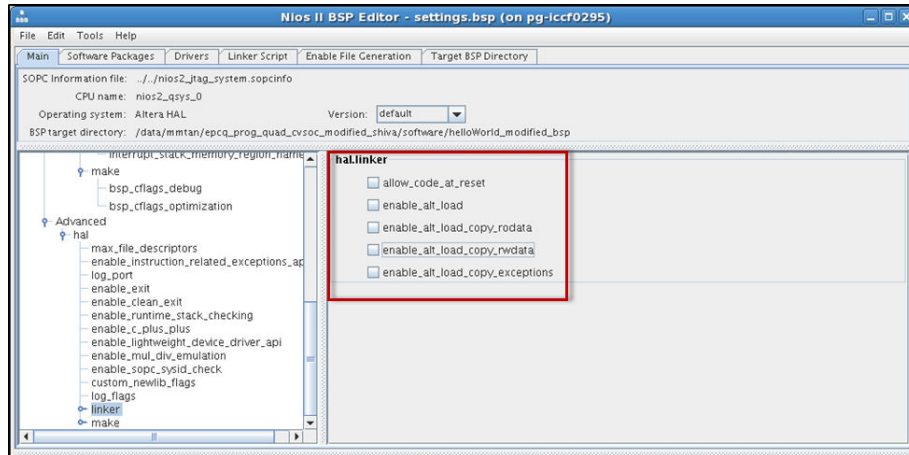 Nios II BSP Editor - settings.bsp (on pg-iccf0295)
File Edit Tools Help
Main Software Packages Drivers Linker Script Enable File Generation Target BSP Directory
SOPC Information file: ../../nios2_jtag_system.sopcinfo
CPU name: nios2_qsys_0
Operating system: Altera HAL Version: default
BSP target directory: /data/mmtan/epcq_prog_quad_cvsoc_modified_shiva/software/helloWorld_modified_bsp
interrupt_stack_memory_region_name
make
bsp_cflags_debug
bsp_cflags_optimization
Advanced
hal
max_file_descriptors
enable_instruction_related_exceptions_ap
log_port
enable_exit
enable_clean_exit
enable_runtime_stack_checking
enable_c_plus_plus
enable_lightweight_device_driver_api
enable_mul_div_emulation
enable_sopc_sysid_check
custom_newlib_flags
log_flags
linker
make
hal.linker
allow_code_at_reset
enable_alt_load
enable_alt_load_copy_rodata
enable_alt_load_copy_rwdata
enable_alt_load_copy_exceptions